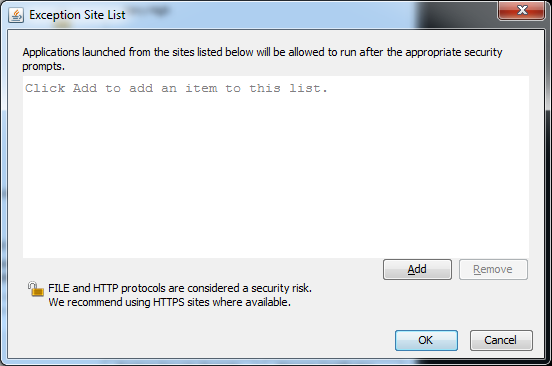 Exception Site List
Applications launched from the sites listed below will be allowed to run after the appropriate security
prompts.
Click Add to add an item to this list.
Add
Remove
FILE and HTTP protocols are considered a security risk.
We recommend using HTTPS sites where available.
OK
Cancel